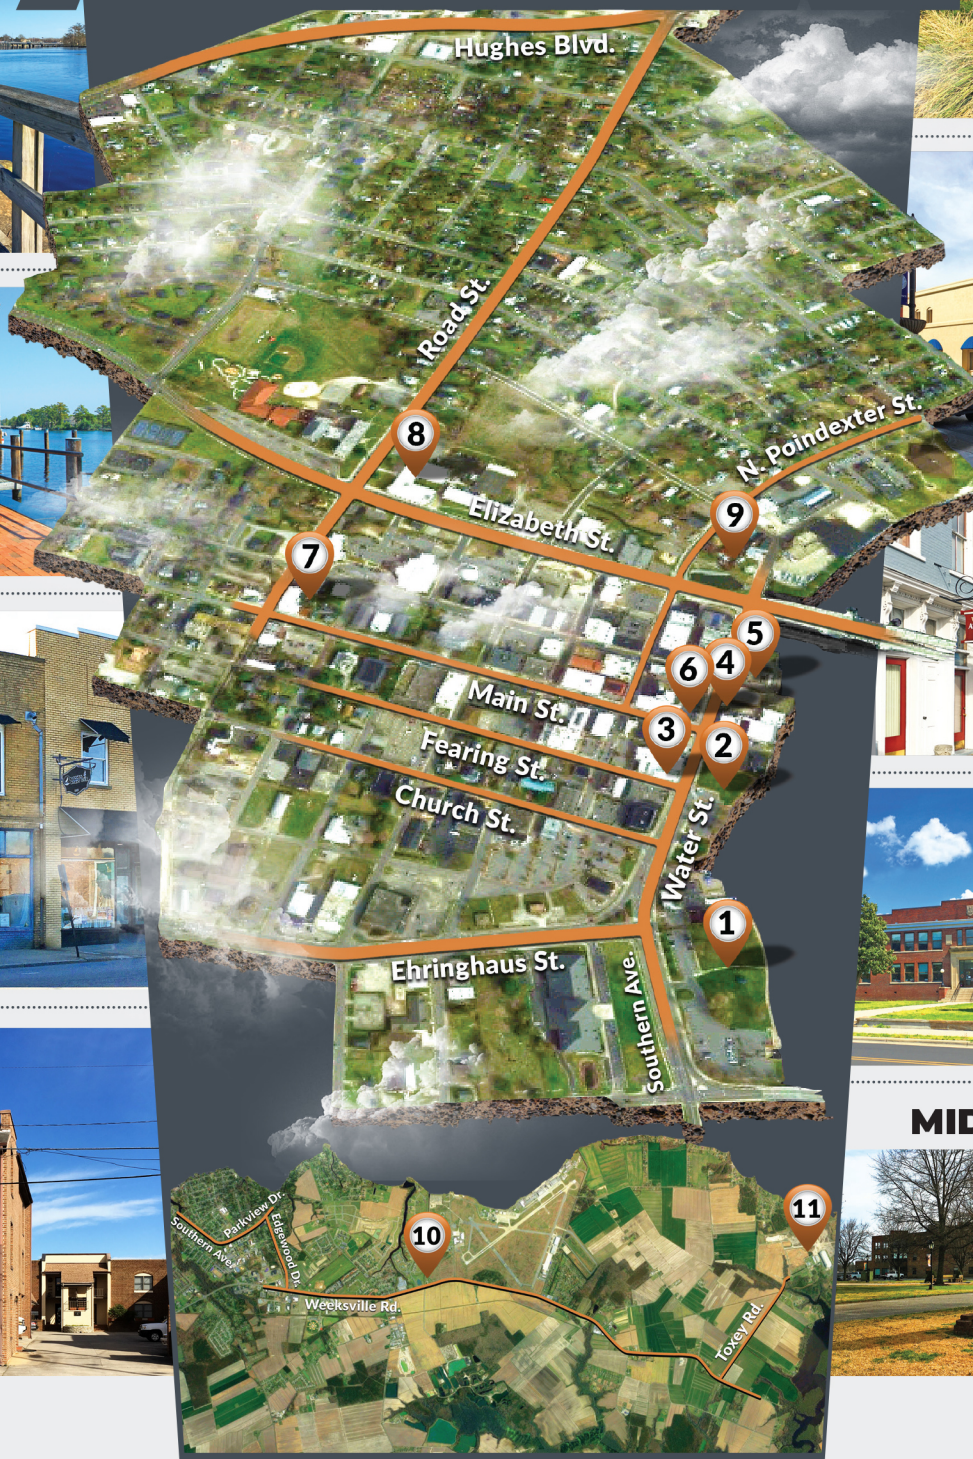 Hughes Blvd.
Road St.
N. Poindexter St.
8
Elizabeth St.
9
7
5
4
6
Main St.
3
2
Fearing St.
Church St.
Water St.
1
Ehringhaus St.
Southern Ave.
MID
11
Parkview Dr.
Southern Ave.
Edgewood Dr.
10
Weeksville Rd.
Toxey Rd.